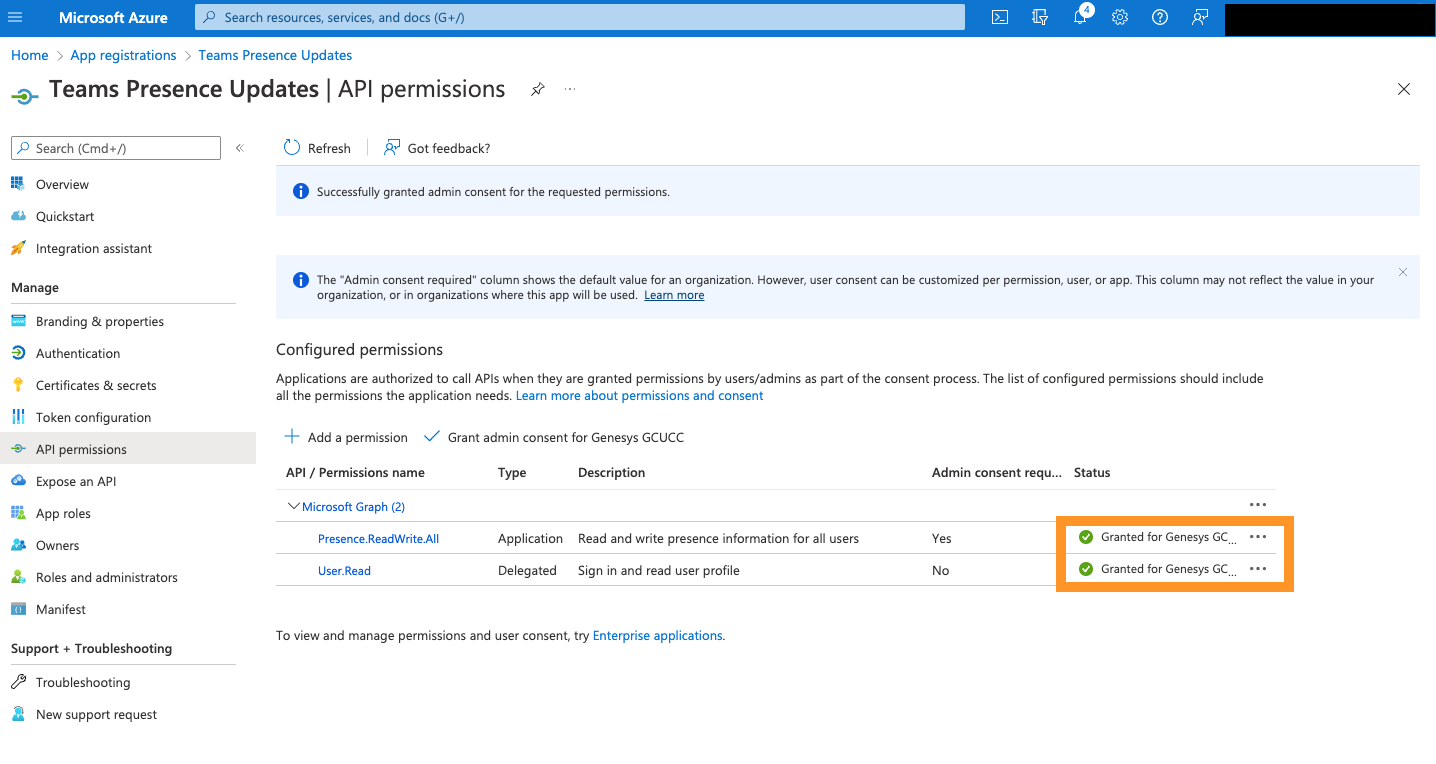 Microsoft Azure
Search resources, services, and docs (G+/)
4
Home > App registrations > Teams Presence Updates
Teams Presence Updates | API permissions
Search (Cmd+/)
«
Overview
Quickstart
Integration assistant
Manage
Branding & properties
Authentication
Certificates & secrets
Token configuration
API permissions
Expose an API
App roles
Owners
Roles and administrators
Manifest
Support + Troubleshooting
Troubleshooting
New support request
Refresh
Got feedback?
Successfully granted admin consent for the requested permissions.
The "Admin consent required" column shows the default value for an organization. However, user consent can be customized per permission, user, or app. This column may not reflect the value in your
organization, or in organizations where this app will be used. Learn more
Configured permissions
Applications are authorized to call APIs when they are granted permissions by users/admins as part of the consent process. The list of configured permissions should include
all the permissions the application needs. Learn more about permissions and consent
Add a permission Grant admin consent for Genesys GCUCC
API / Permissions name Type Description Admin consent requ... Status
Microsoft Graph (2)
Presence.ReadWrite.All Application Read and write presence information for all users Yes Granted for Genesys GC...
User.Read Delegated Sign in and read user profile No Granted for Genesys GC...
To view and manage permissions and user consent, try Enterprise applications.